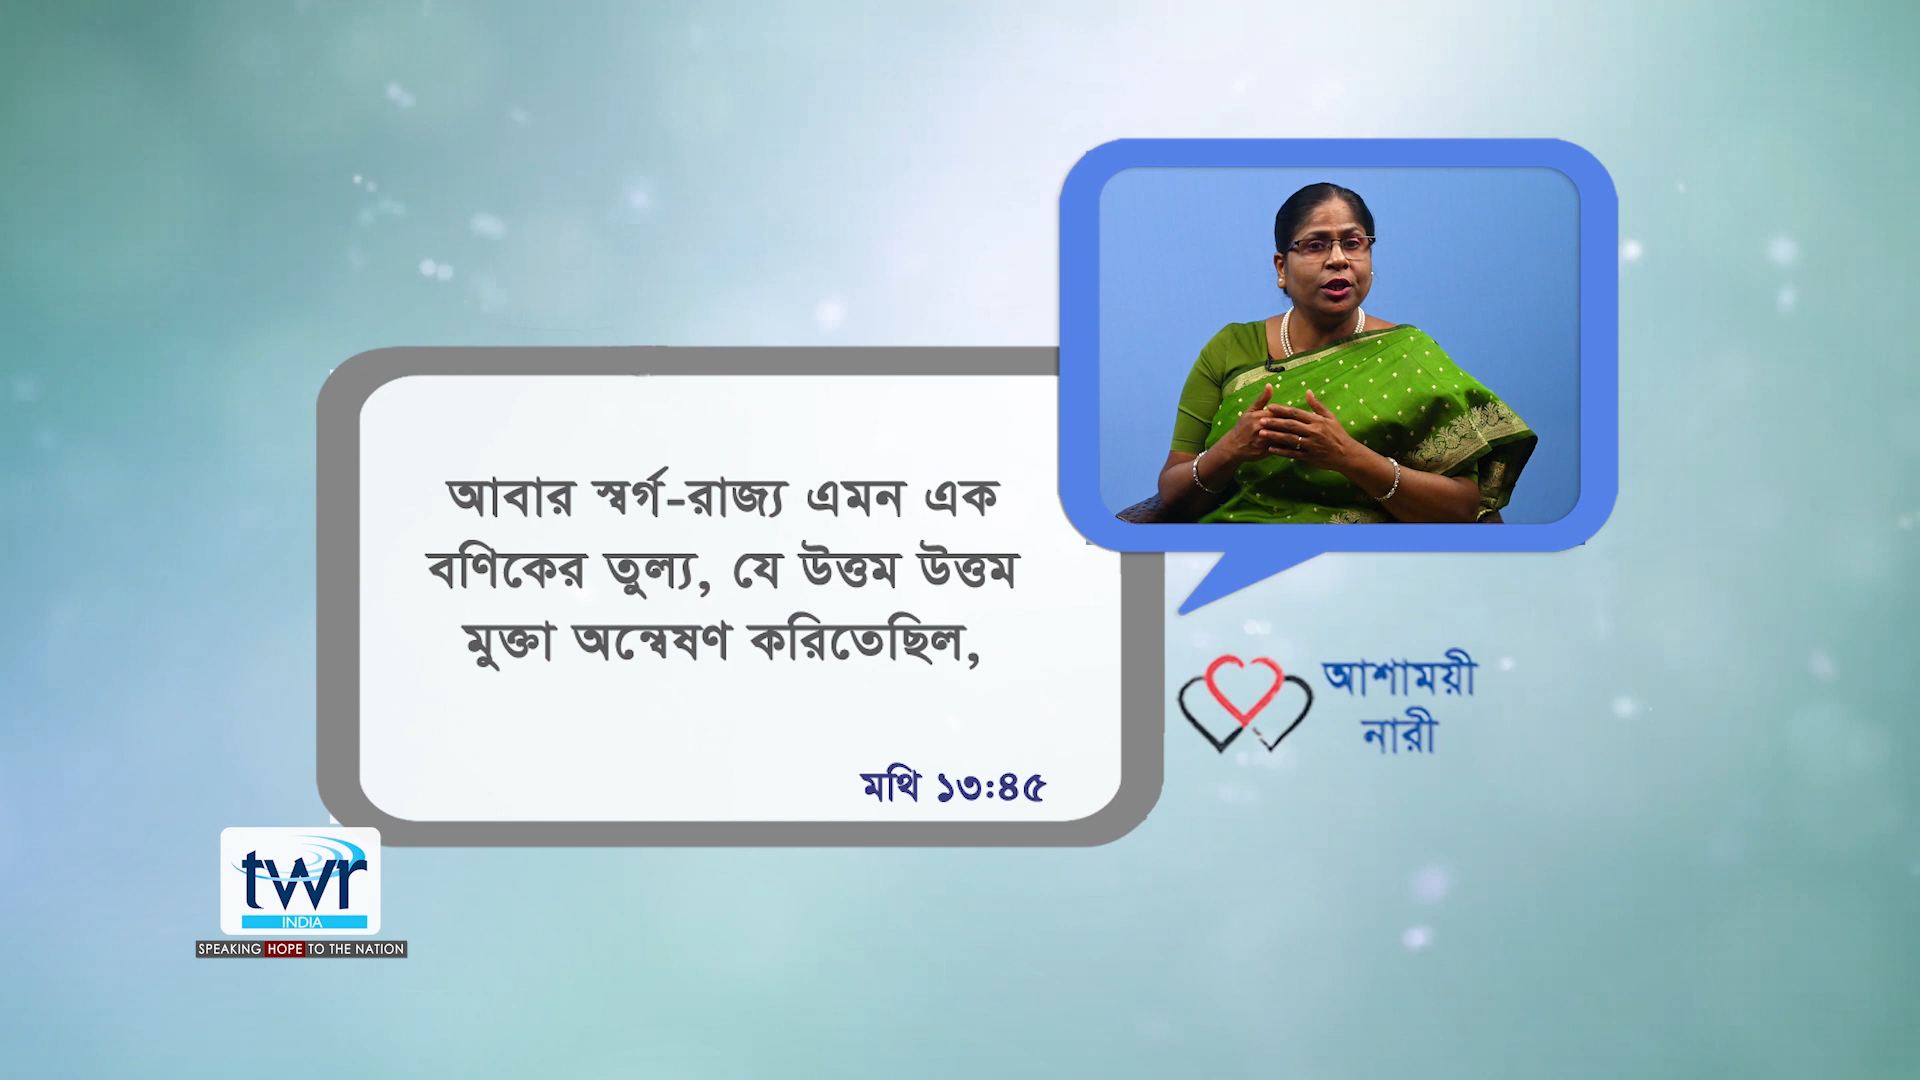 আবার স্বর্গ-রাজ্য এমন এক
বণিকের তুল্য, যে উত্তম উত্তম
মুক্তা অন্বেষণ করিতেছিল,
মথি ১৩:৪৫
আশাময়ী
নারী
twr
INDIA
SPEAKING HOPE TO THE NATION